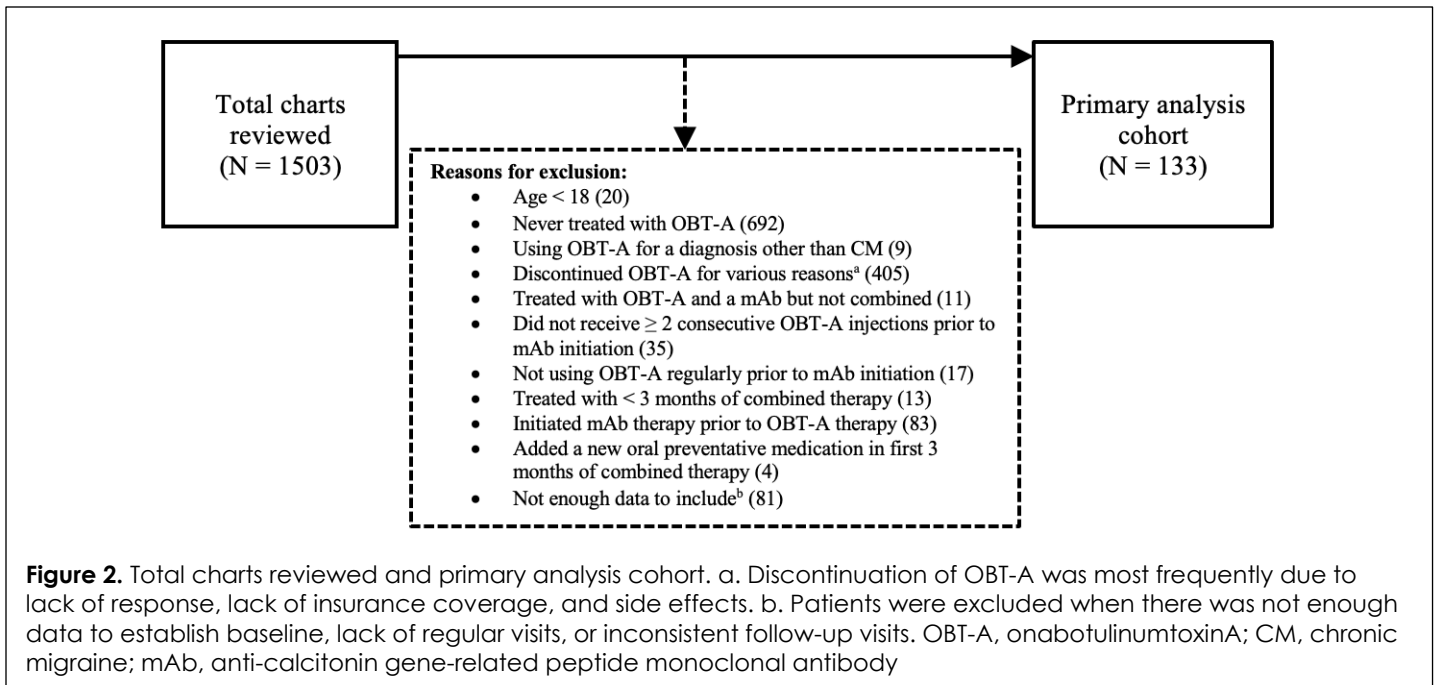 Total charts
reviewed
(N = 1503)
Primary analysis
cohort
(N = 133)
Reasons for exclusion:
• Age < 18 (20)
• Never treated with OBT-A (692)
• Using OBT-A for a diagnosis other than CM (9)
• Discontinued OBT-A for various reasonsᵃ (405)
• Treated with OBT-A and a mAb but not combined (11)
• Did not receive ≥ 2 consecutive OBT-A injections prior to
mAb initiation (35)
• Not using OBT-A regularly prior to mAb initiation (17)
• Treated with < 3 months of combined therapy (13)
• Initiated mAb therapy prior to OBT-A therapy (83)
• Added a new oral preventative medication in first 3
months of combined therapy (4)
• Not enough data to includeᵇ (81)
Figure 2. Total charts reviewed and primary analysis cohort. a. Discontinuation of OBT-A was most frequently due to
lack of response, lack of insurance coverage, and side effects. b. Patients were excluded when there was not enough
data to establish baseline, lack of regular visits, or inconsistent follow-up visits. OBT-A, onabotulinumtoxinA; CM, chronic
migraine; mAb, anti-calcitonin gene-related peptide monoclonal antibody